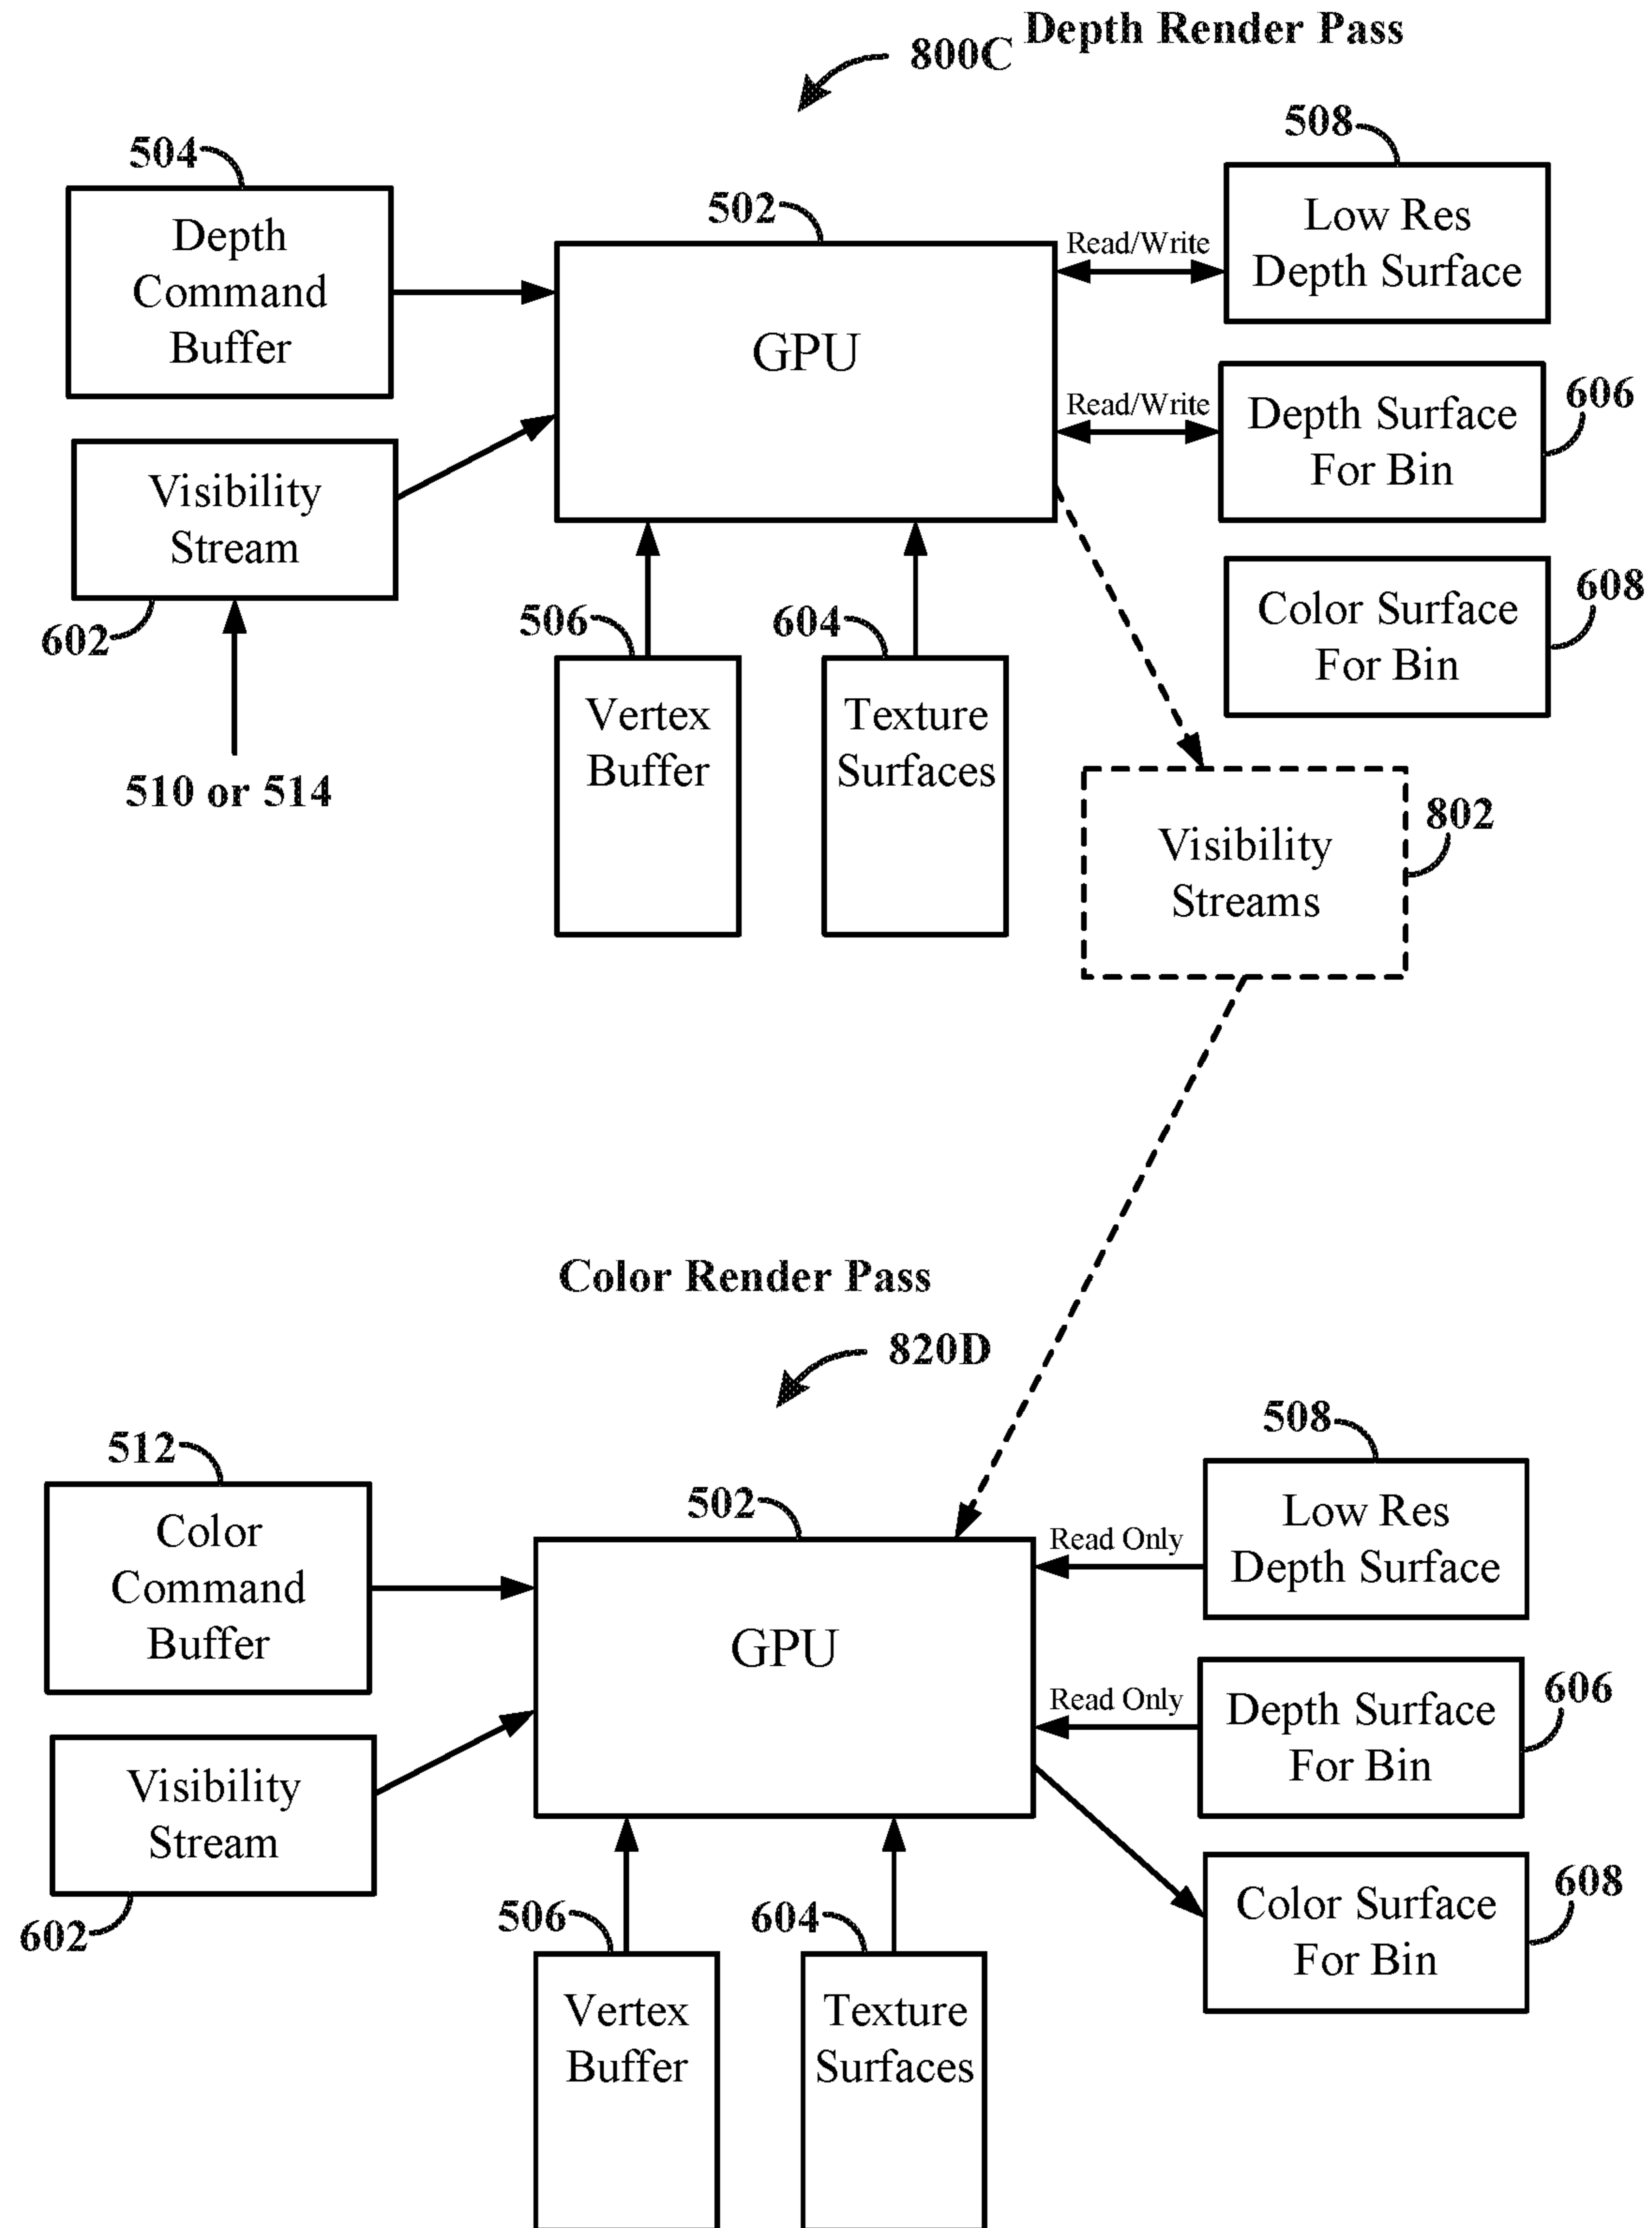 Depth Render Pass
800C
504
Depth
Command
Buffer
502
GPU
508
Low Res
Depth Surface
Read/Write
Read/Write
Depth Surface
For Bin
606
Visibility
Stream
602
510 or 514
506
Vertex
Buffer
604
Texture
Surfaces
Color Surface
For Bin
608
Visibility
Streams
802
Color Render Pass
820D
512
Color
Command
Buffer
502
GPU
508
Low Res
Depth Surface
Read Only
Read Only
Depth Surface
For Bin
606
Visibility
Stream
602
506
Vertex
Buffer
604
Texture
Surfaces
Color Surface
For Bin
608